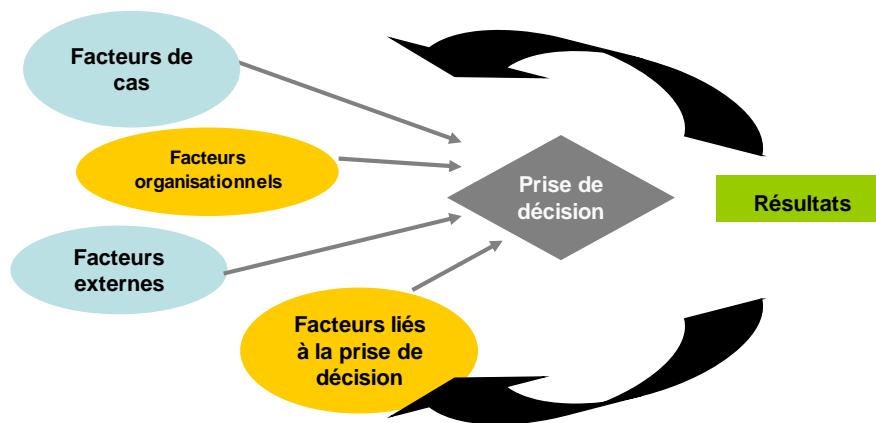 Facteurs de
cas
Facteurs
organisationnels
Prise de
décision
Résultats
Facteurs
externes
Facteurs liés
à la prise de
décision